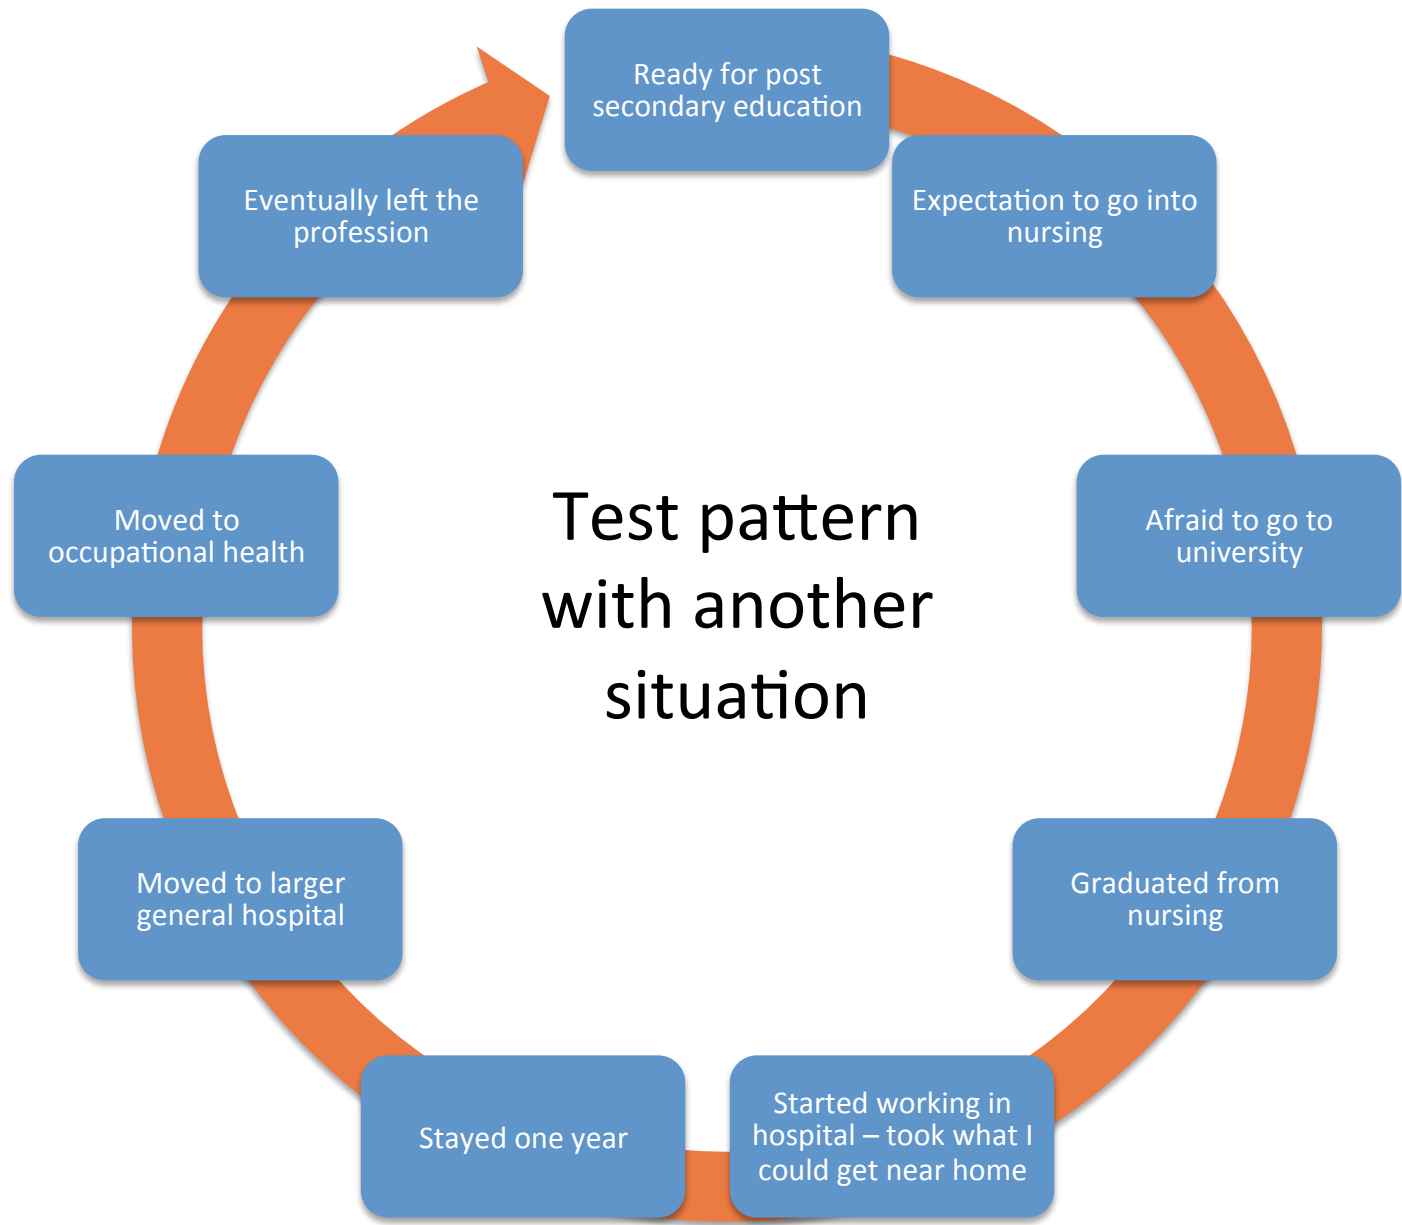 Ready for post
secondary education
Expectation to go into
nursing
Afraid to go to
university
Graduated from
nursing
Started working in
hospital – took what I
could get near home
Stayed one year
Moved to larger
general hospital
Moved to
occupational health
Eventually left the
profession
Test pattern
with another
situation